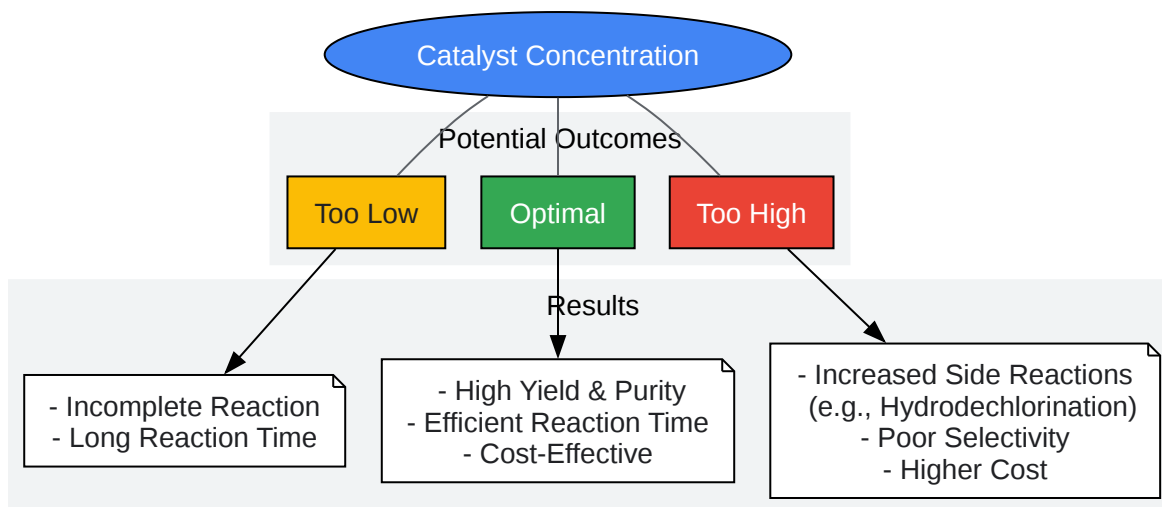 Catalyst Concentration
Potential Outcomes
Too Low
Optimal
Too High
Results
- Incomplete Reaction
- Long Reaction Time
- High Yield & Purity
- Efficient Reaction Time
- Cost-Effective
- Increased Side Reactions
(e.g., Hydrodechlorination)
- Poor Selectivity
- Higher Cost